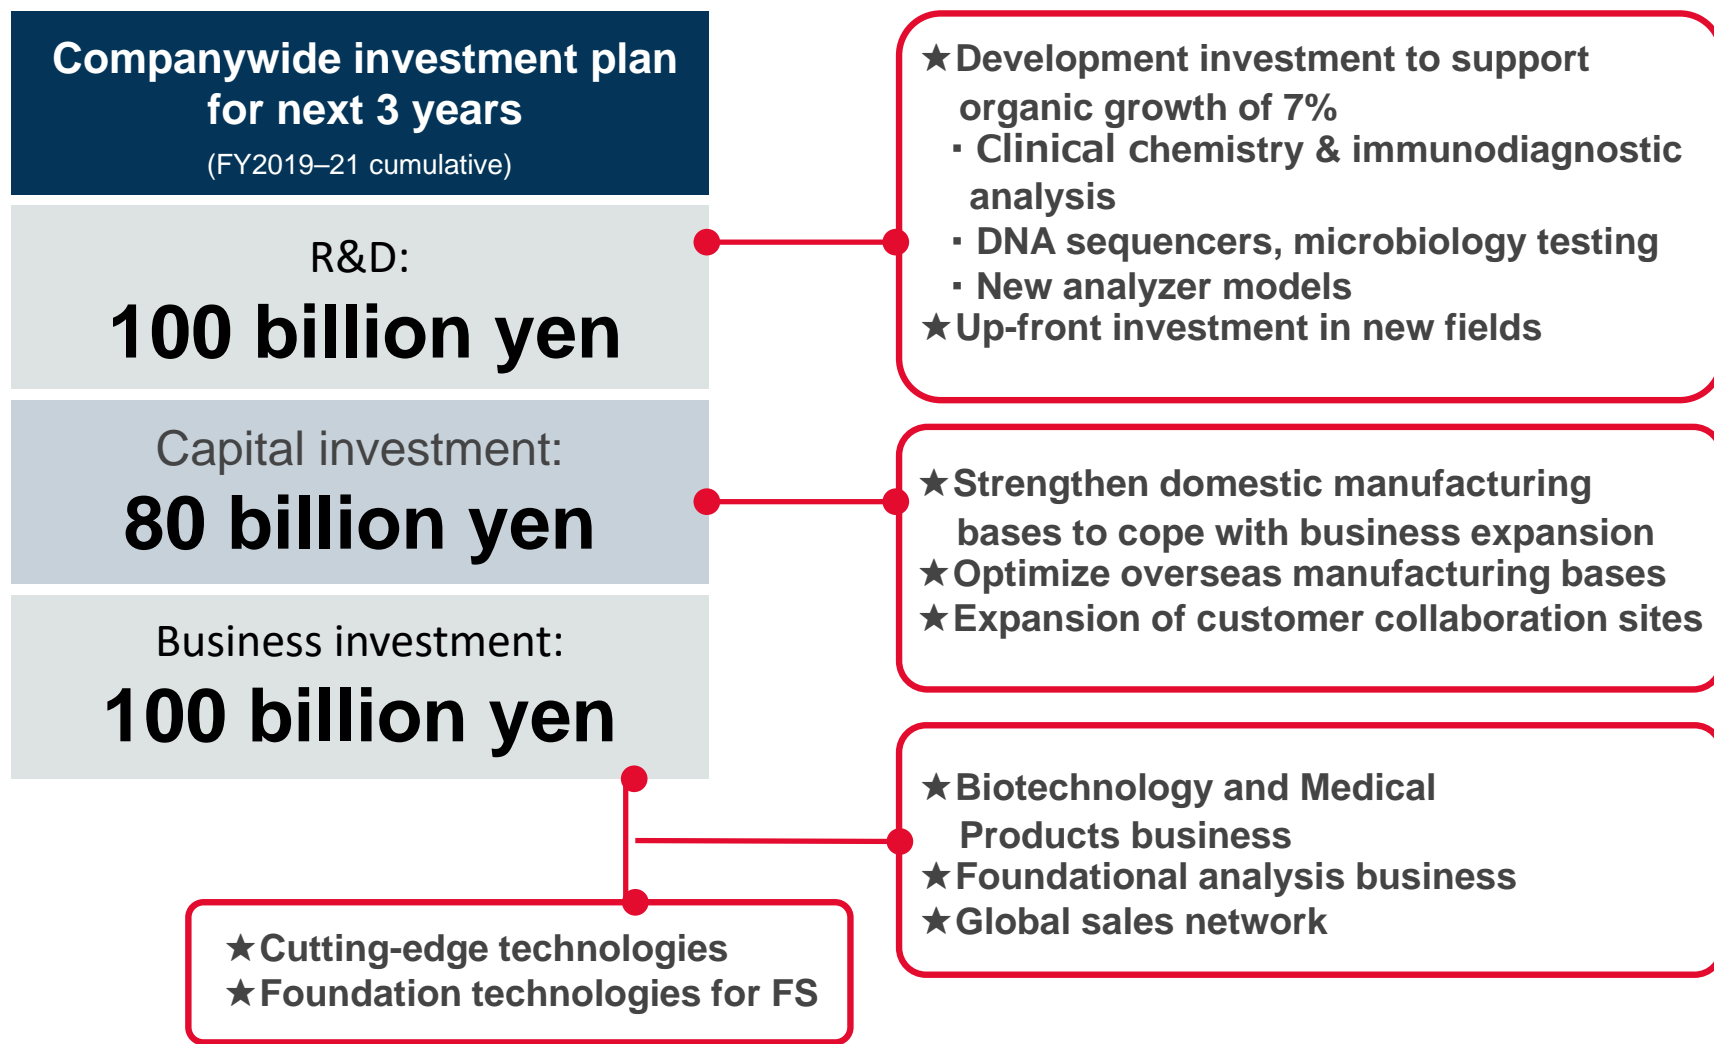 Companywide investment plan
for next 3 years
(FY2019–21 cumulative)
R&D:
100 billion yen
Capital investment:
80 billion yen
Business investment:
100 billion yen
★Development investment to support
organic growth of 7%
・Clinical chemistry & immunodiagnostic
analysis
・DNA sequencers, microbiology testing
・New analyzer models
★Up-front investment in new fields
★Strengthen domestic manufacturing
bases to cope with business expansion
★Optimize overseas manufacturing bases
★Expansion of customer collaboration sites
★Biotechnology and Medical
Products business
★Foundational analysis business
★Global sales network
★Cutting-edge technologies
★Foundation technologies for FS